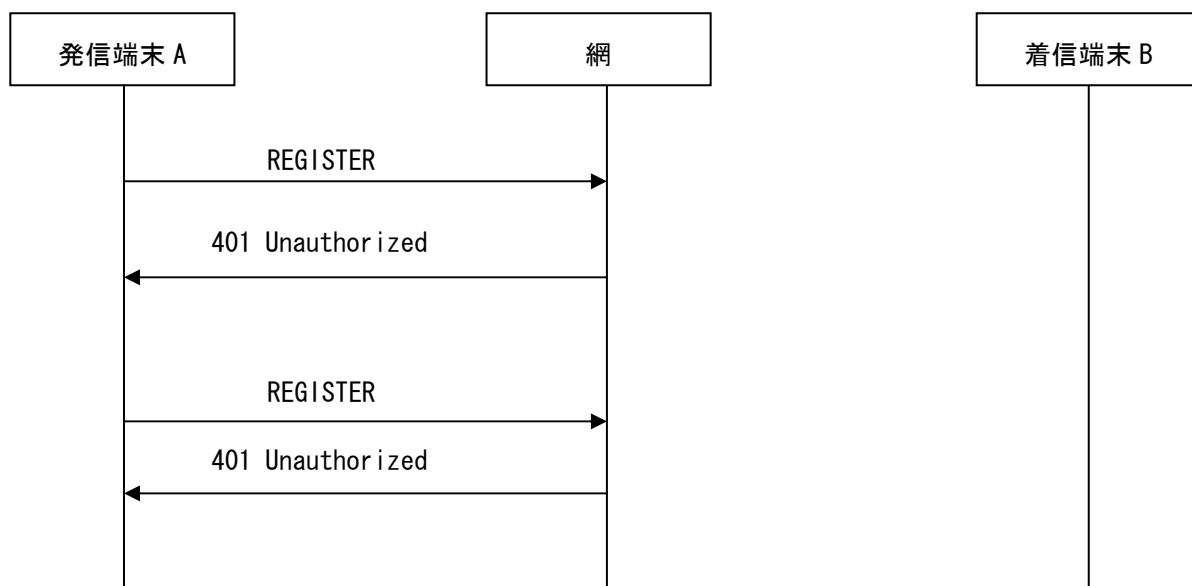 発信端末 A
網
着信端末 B
REGISTER
401 Unauthorized
REGISTER
401 Unauthorized